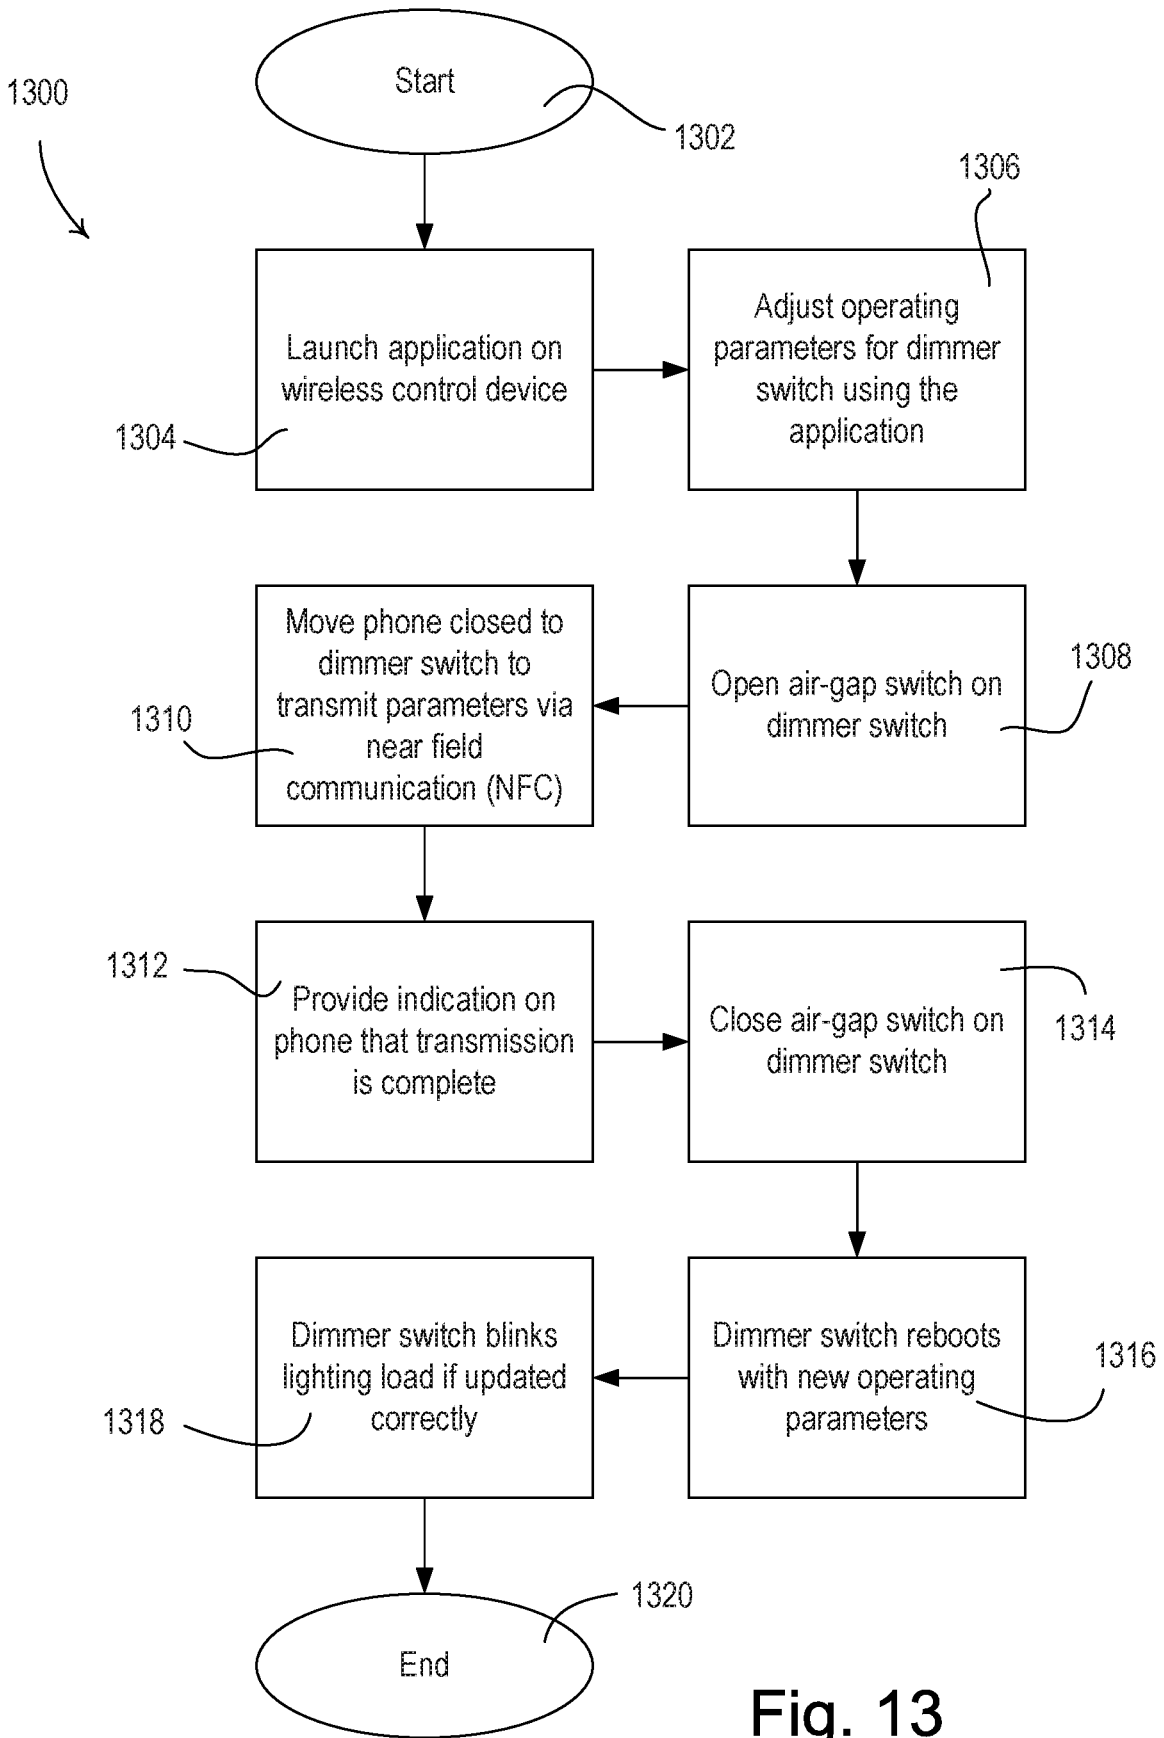 1300
Start
1302
1306
Launch application on
wireless control device
1304
Adjust operating
parameters for dimmer
switch using the
application
Open air-gap switch on
dimmer switch
1308
Move phone closed to
dimmer switch to
transmit parameters via
near field
communication (NFC)
1310
1312
Provide indication on
phone that transmission
is complete
Close air-gap switch on
dimmer switch
1314
Dimmer switch reboots
with new operating
parameters
1316
Dimmer switch blinks
lighting load if updated
correctly
1318
End
1320
Fig. 13